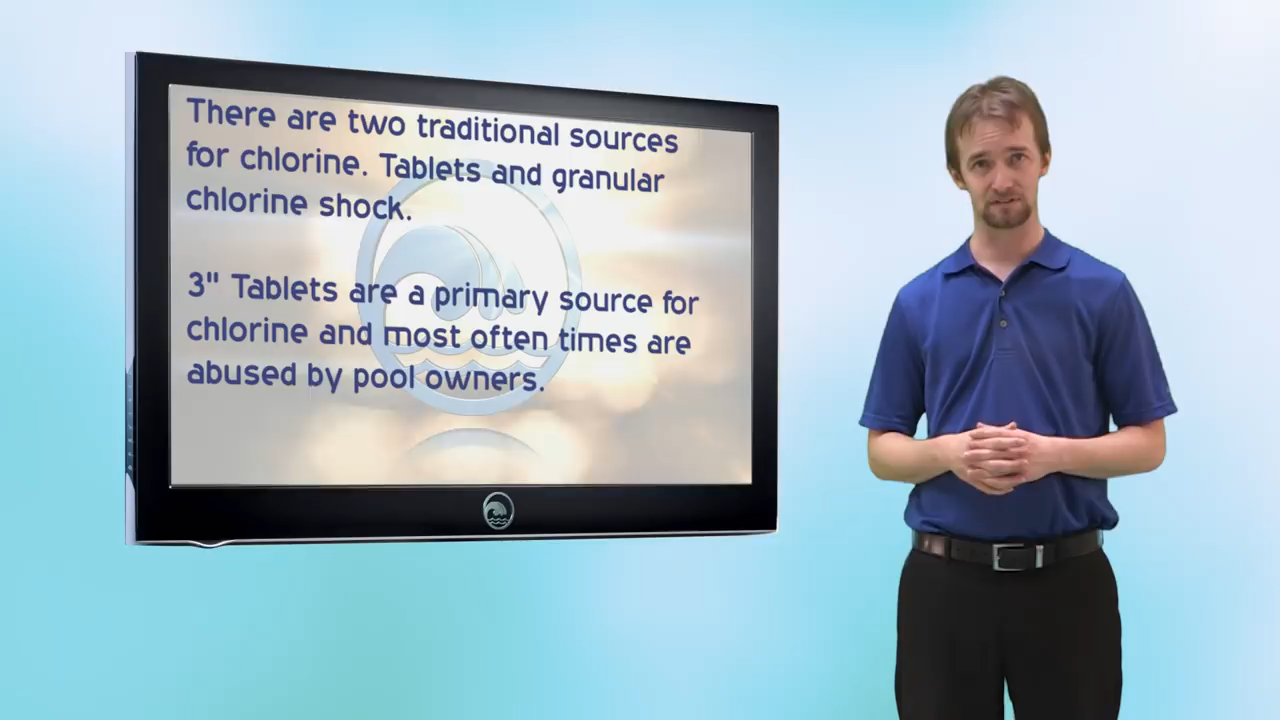 There are two traditional sources
for chlorine. Tablets and granular
chlorine shock.
3" Tablets are a primary source for
chlorine and most often times are
abused by pool owners.